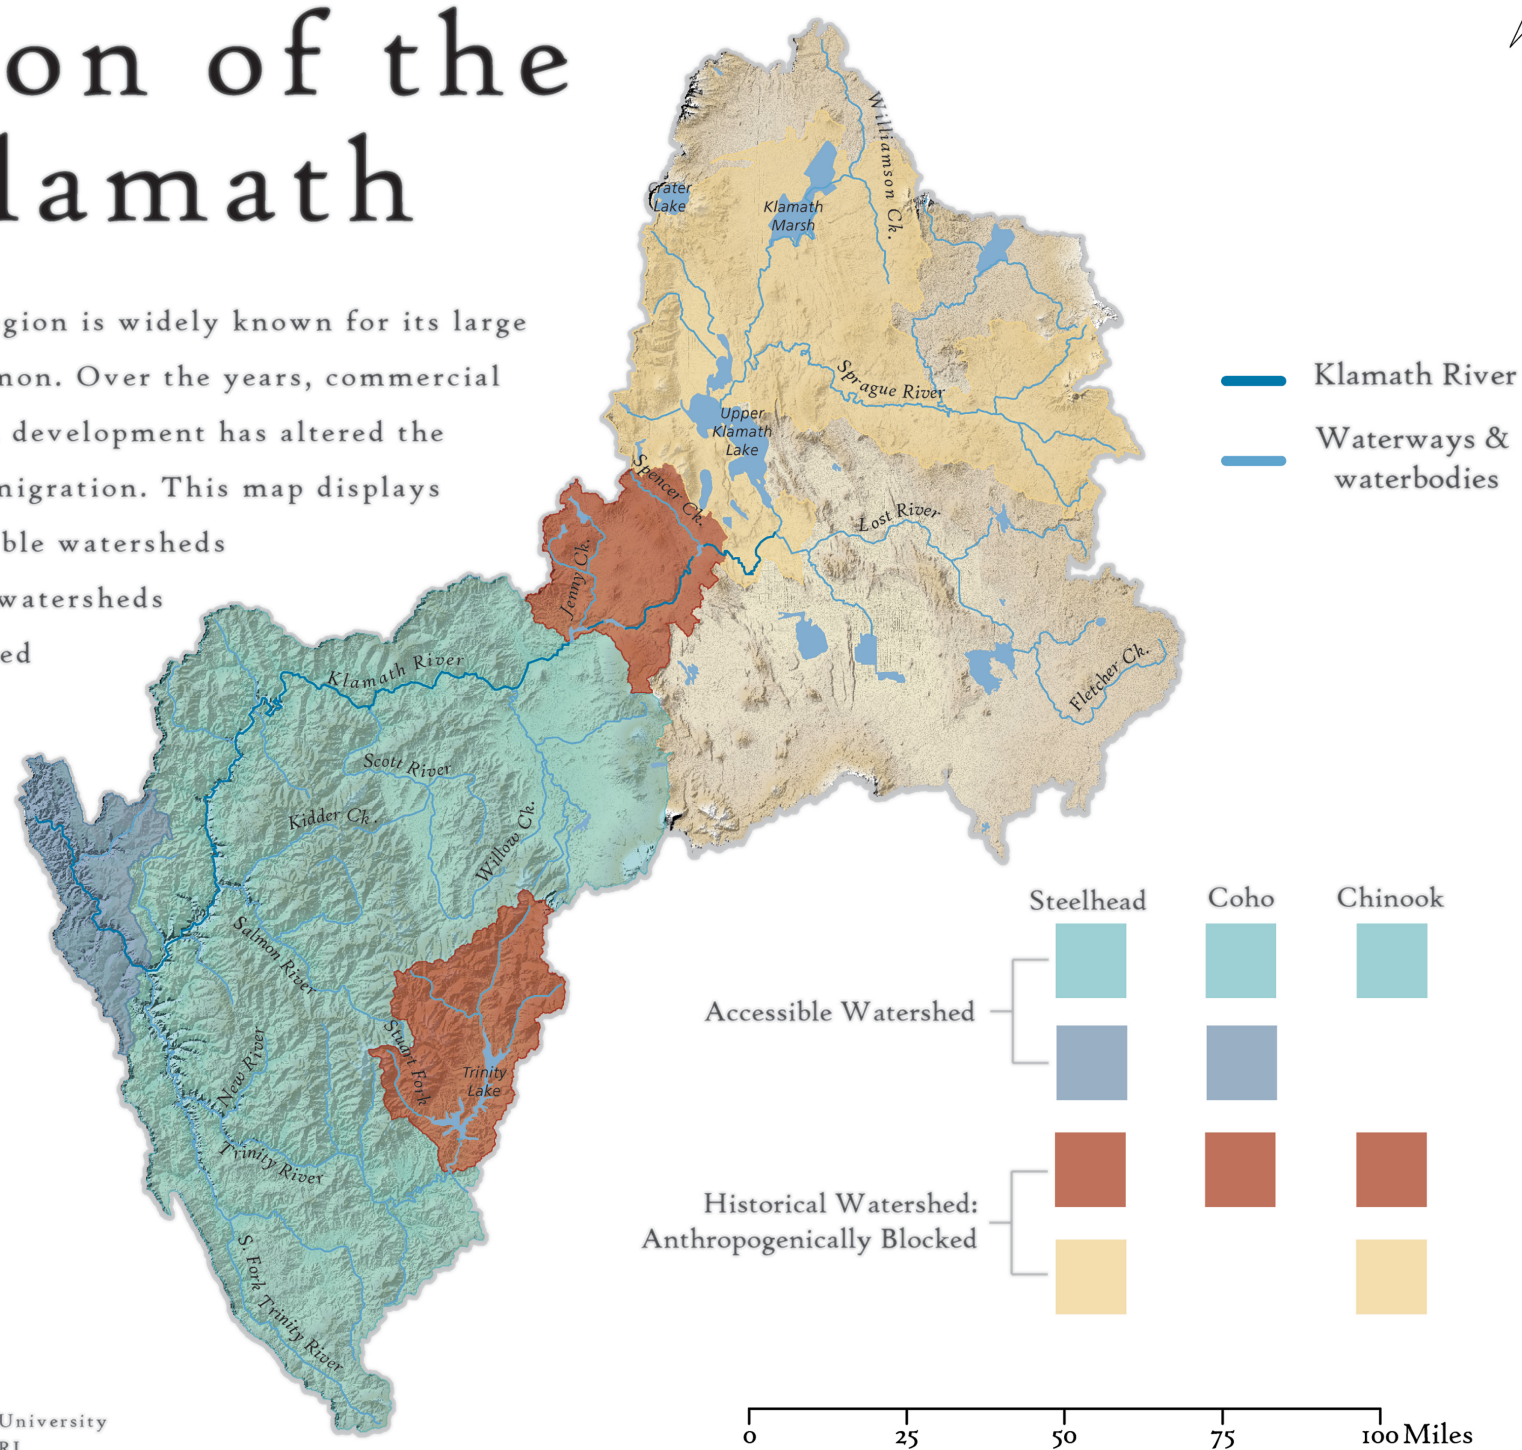 on of the
lamath
gion is widely known for its large
non. Over the years, commercial
development has altered the
nigration. This map displays
ble watersheds
watersheds
ed
Williamson Ck.
Crater
Lake
Klamath
Marsh
Sprague River
Upper
Klamath
Lake
Spencer Ck.
Lost River
Jenny Ck.
Fletcher Ck.
Klamath River
Scott River
Kidder Ck.
Willow Ck.
Salmon River
Stuart Fork
Trinity
Lake
New River
Trinity River
S. Fork Trinity River
Klamath River
Waterways &
waterbodies
Steelhead Coho Chinook
Accessible Watershed
Historical Watershed:
Anthropogenically Blocked
0 25 50 75 100 Miles
University